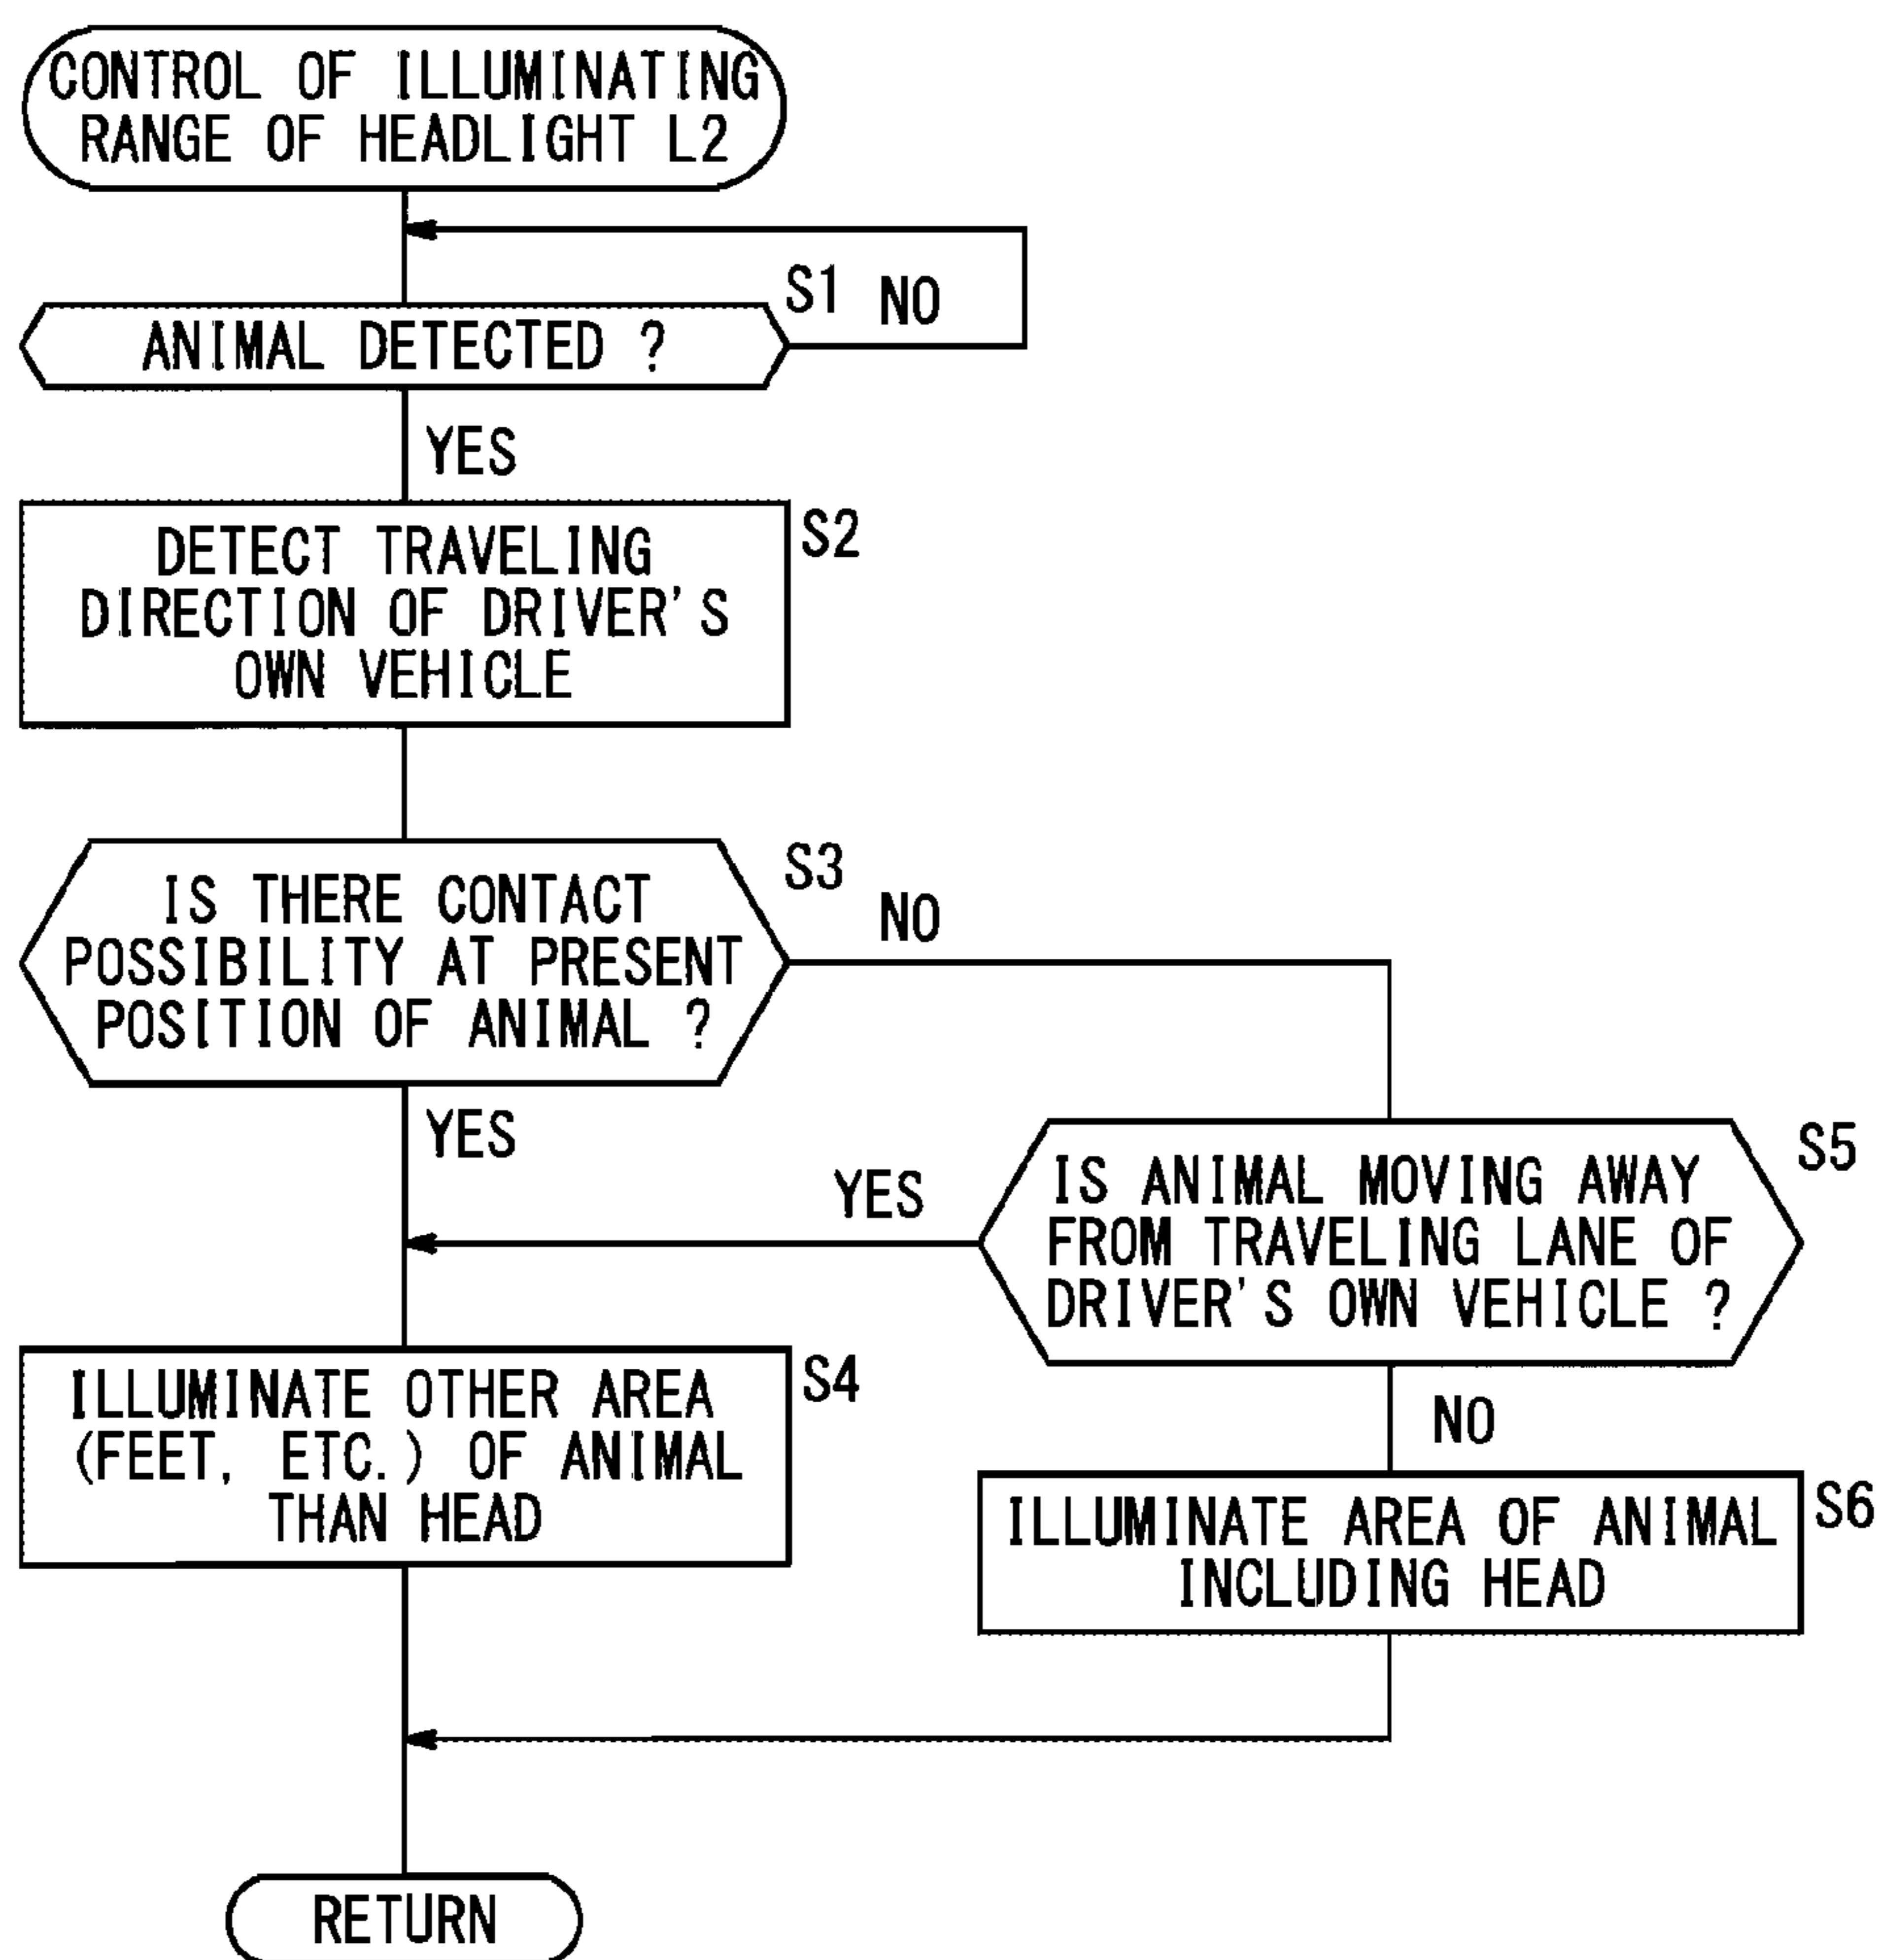 CONTROL OF ILLUMINATING
RANGE OF HEADLIGHT L2
S1 NO
ANIMAL DETECTED ?
YES
DETECT TRAVELING
DIRECTION OF DRIVER'S
OWN VEHICLE
S2
IS THERE CONTACT
POSSIBILITY AT PRESENT
POSITION OF ANIMAL ?
S3
NO
YES
IS ANIMAL MOVING AWAY
FROM TRAVELING LANE OF
DRIVER'S OWN VEHICLE ?
S5
YES
ILLUMINATE OTHER AREA
(FEET, ETC.) OF ANIMAL
THAN HEAD
S4
NO
ILLUMINATE AREA OF ANIMAL
INCLUDING HEAD
S6
RETURN